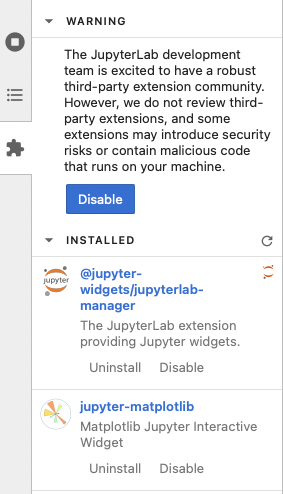 WARNING
The JupyterLab development
team is excited to have a robust
third-party extension community.
However, we do not review third-
party extensions, and some
extensions may introduce security
risks or contain malicious code
that runs on your machine.
Disable
INSTALLED
jupyter
@jupyter-
widgets/jupyterlab-
manager
The JupyterLab extension
providing Jupyter widgets.
Uninstall Disable
jupyter-matplotlib
Matplotlib Jupyter Interactive
Widget
Uninstall Disable